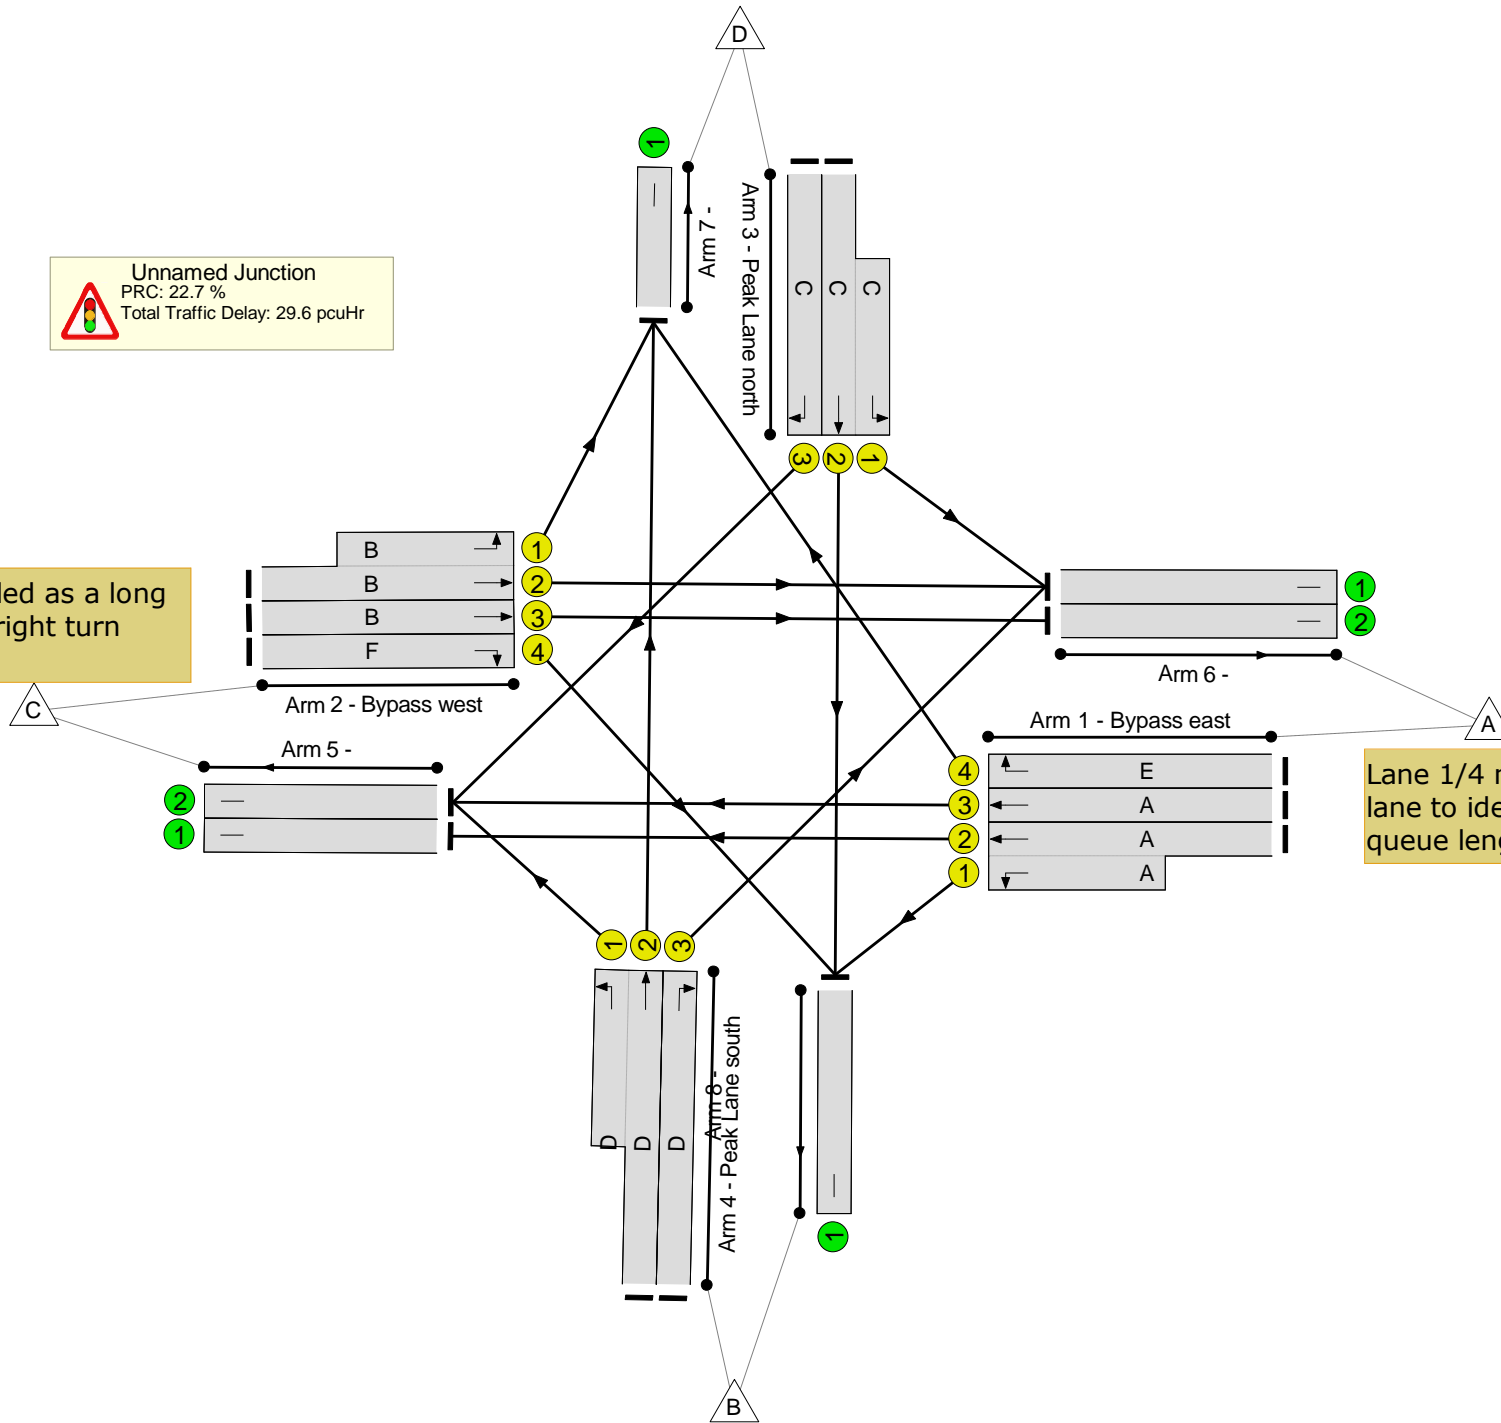 D
1
Arm 7 -
Arm 3 - Peak Lane north
C
C
C
3
2
1
Unnamed Junction
PRC: 22.7 %
Total Traffic Delay: 29.6 pcuHr
B
1
B
2
B
3
F
4
as a long
right turn
C
Arm 2 - Bypass west
Arm 5 -
2
1
1
2
Arm 6 -
A
Arm 1 - Bypass east
4
E
3
A
2
A
1
A
Lane 1/4
lane to
queue
1
2
3
D
D
D
Arm 8 -
Arm 4 - Peak Lane south
1
B